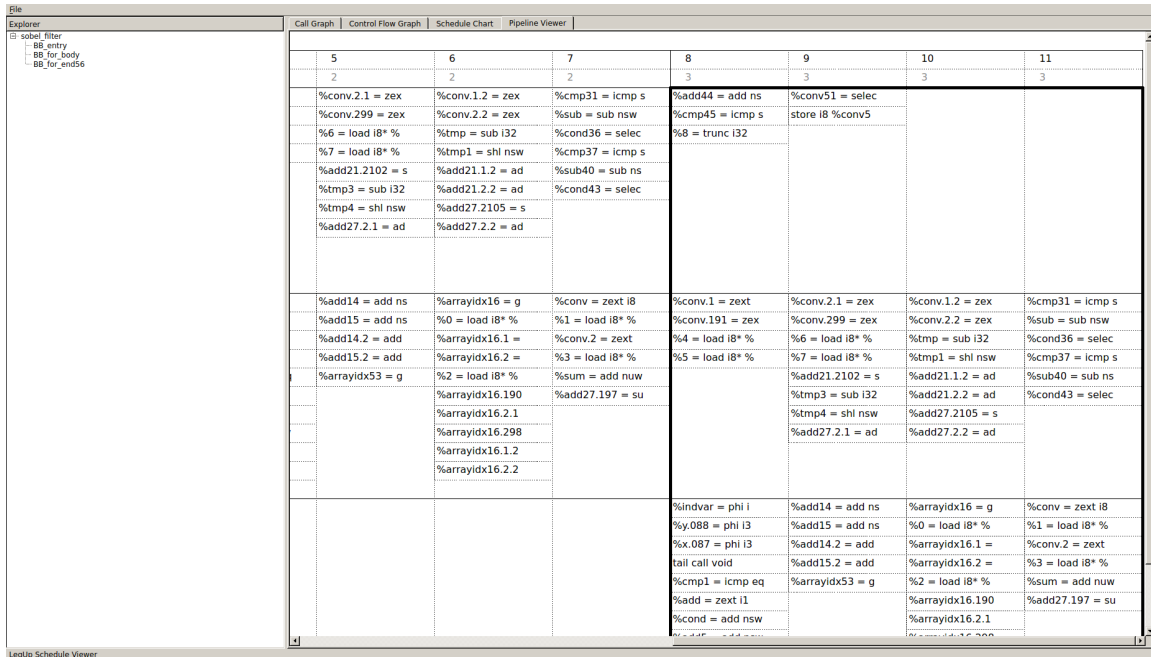 File
Explorer
Call Graph Control Flow Graph Schedule Chart Pipeline Viewer
sobel_filter
BB_entry
BB_for_body
BB_for_end56
5 6 7 8 9 10 11
2 2 2 3 3 3 3
%conv.2.1 = zex %conv.1.2 = zex %cmp31 = icmp s %add44 = add ns %conv51 = selec
%conv.299 = zex %conv.2.2 = zex %sub = sub nsw %cmp45 = icmp s store i8 %conv5
%6 = load i8* % %tmp = sub i32 %cond36 = selec %8 = trunc i32
%7 = load i8* % %tmp1 = shl nsw %cmp37 = icmp s
%add21.2102 = s %add21.1.2 = ad %sub40 = sub ns
%tmp3 = sub i32 %add21.2.2 = ad %cond43 = selec
%tmp4 = shl nsw %add27.2105 = s
%add27.2.1 = ad %add27.2.2 = ad
%add14 = add ns %arrayidx16 = g %conv = zext i8 %conv.1 = zext %conv.2.1 = zex %conv.1.2 = zex %cmp31 = icmp s
%add15 = add ns %0 = load i8* % %1 = load i8* % %conv.191 = zex %conv.299 = zex %conv.2.2 = zex %sub = sub nsw
%add14.2 = add %arrayidx16.1 = %conv.2 = zext %4 = load i8* % %6 = load i8* % %tmp = sub i32 %cond36 = selec
%add15.2 = add %arrayidx16.2 = %3 = load i8* % %5 = load i8* % %7 = load i8* % %tmp1 = shl nsw %cmp37 = icmp s
%arrayidx53 = g %2 = load i8* % %sum = add nuw %add21.2102 = s %add21.1.2 = ad %sub40 = sub ns
%arrayidx16.190 %add27.197 = su %tmp3 = sub i32 %add21.2.2 = ad %cond43 = selec
%arrayidx16.2.1 %tmp4 = shl nsw %add27.2105 = s
%arrayidx16.298 %add27.2.1 = ad %add27.2.2 = ad
%arrayidx16.1.2
%arrayidx16.2.2
%indvar = phi i %add14 = add ns %arrayidx16 = g %conv = zext i8
%y.088 = phi i3 %add15 = add ns %0 = load i8* % %1 = load i8* %
%x.087 = phi i3 %add14.2 = add %arrayidx16.1 = %conv.2 = zext
tail call void %add15.2 = add %arrayidx16.2 = %3 = load i8* %
%cmp1 = icmp eq %arrayidx53 = g %2 = load i8* % %sum = add nuw
%add = zext i1 %arrayidx16.190 %add27.197 = su
%cond = add nsw %arrayidx16.2.1
LegUp Schedule Viewer